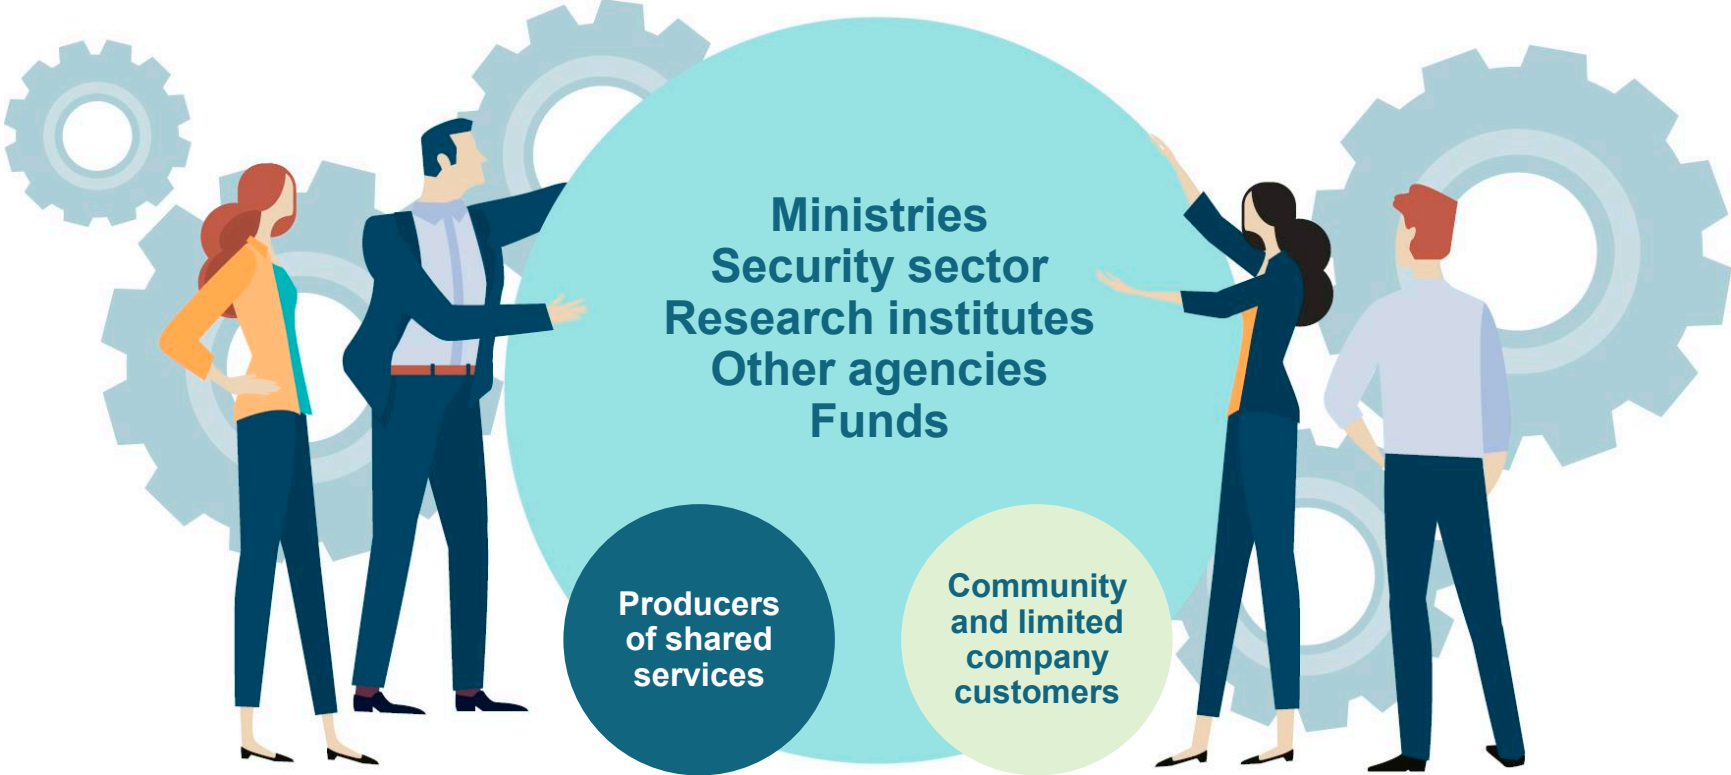 Ministries
Security sector
Research institutes
Other agencies
Funds
Producers
of shared
services
Community
and limited
company
customers